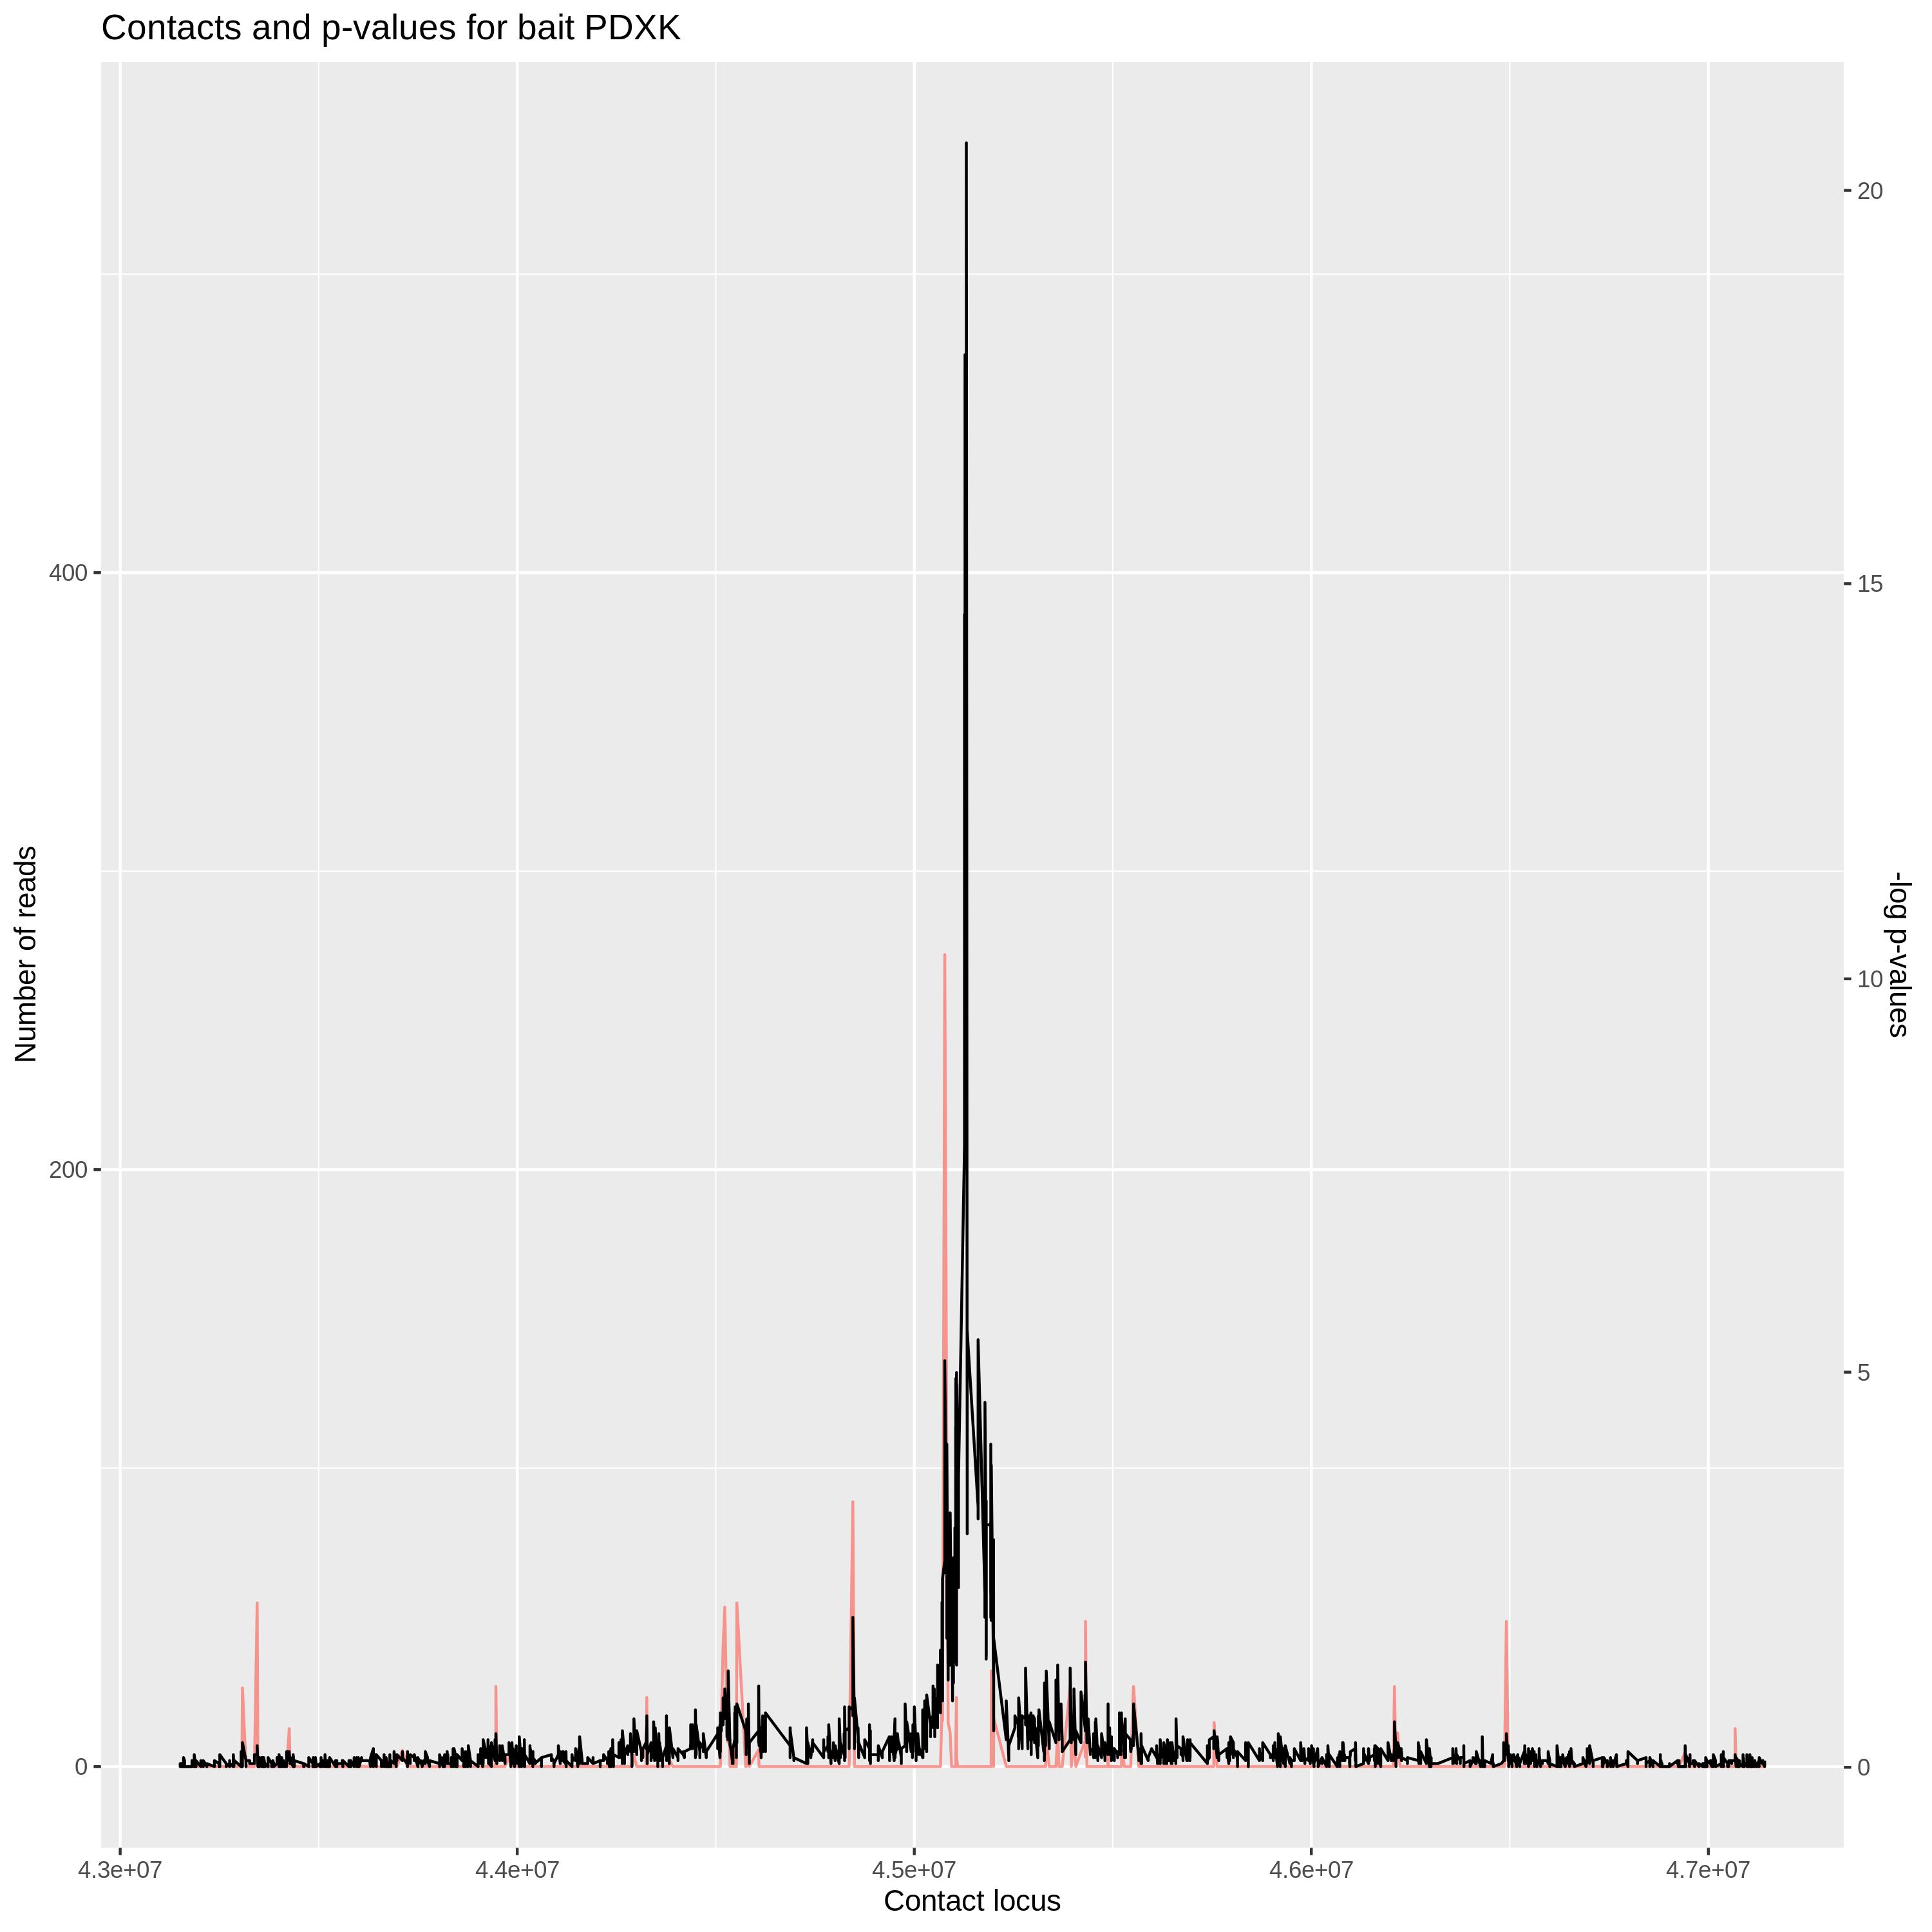 Contacts and p-values for bait PDXK
Number of reads
400
200
0
20
15
10
5
0
-log p-values
4.3e+07
4.4e+07
4.5e+07
4.6e+07
4.7e+07
Contact locus